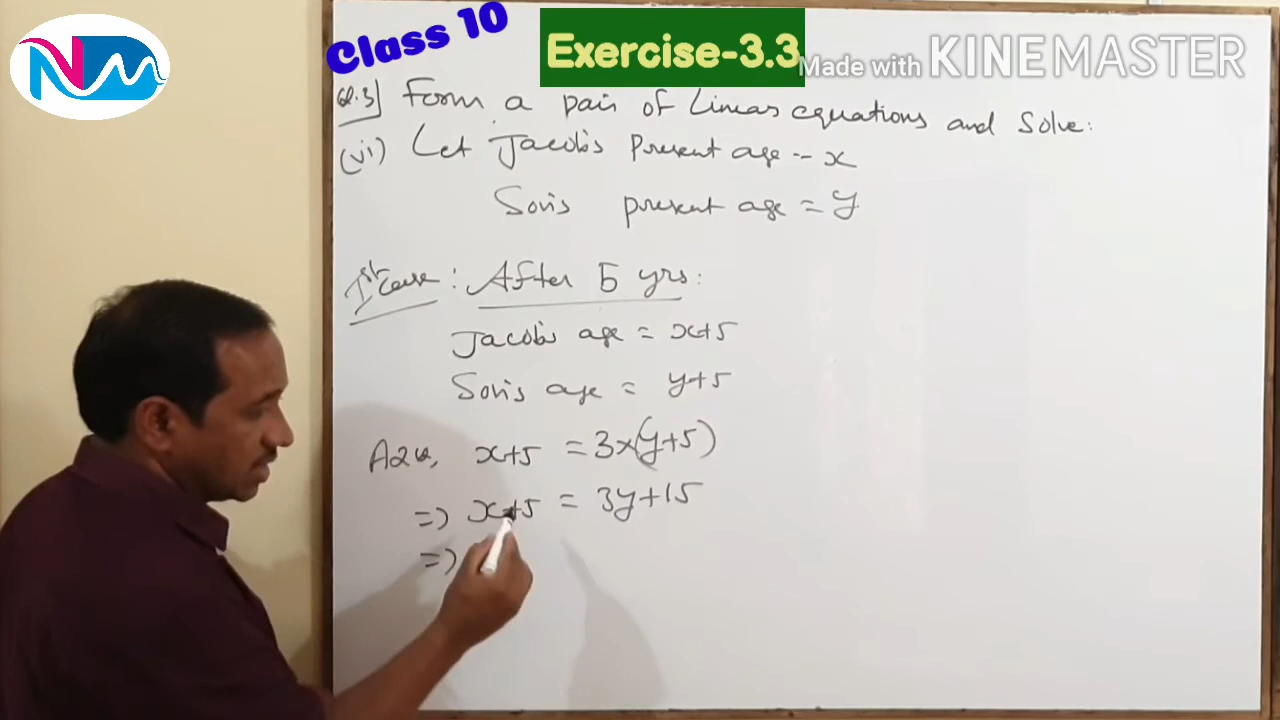 NM
Class 10
Exercise-3.3
Made with KINEMASTER
Q.3] Form a pair of Linear equations and Solve:
(vi) Let Jacob's Present age - x
Son's present age = y
1st Case: After 5 yrs:
Jacob's age = x+5
Son's age = y+5
A2Q, x+5 = 3×(y+5)
=> x+5 = 3y+15
=>